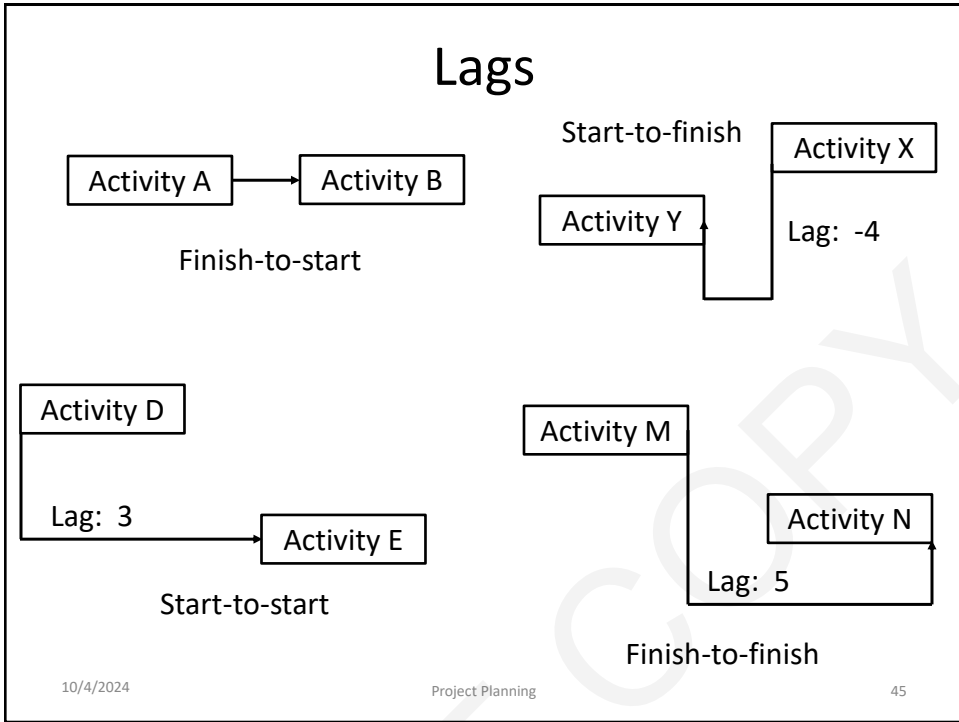 Lags
Start-to-finish
Activity X
Activity A
Activity B
Activity Y
Lag: -4
Finish-to-start
Activity D
Activity M
Lag: 3
Activity E
Activity N
Lag: 5
Start-to-start
Finish-to-finish
10/4/2024
Project Planning
45
COPY